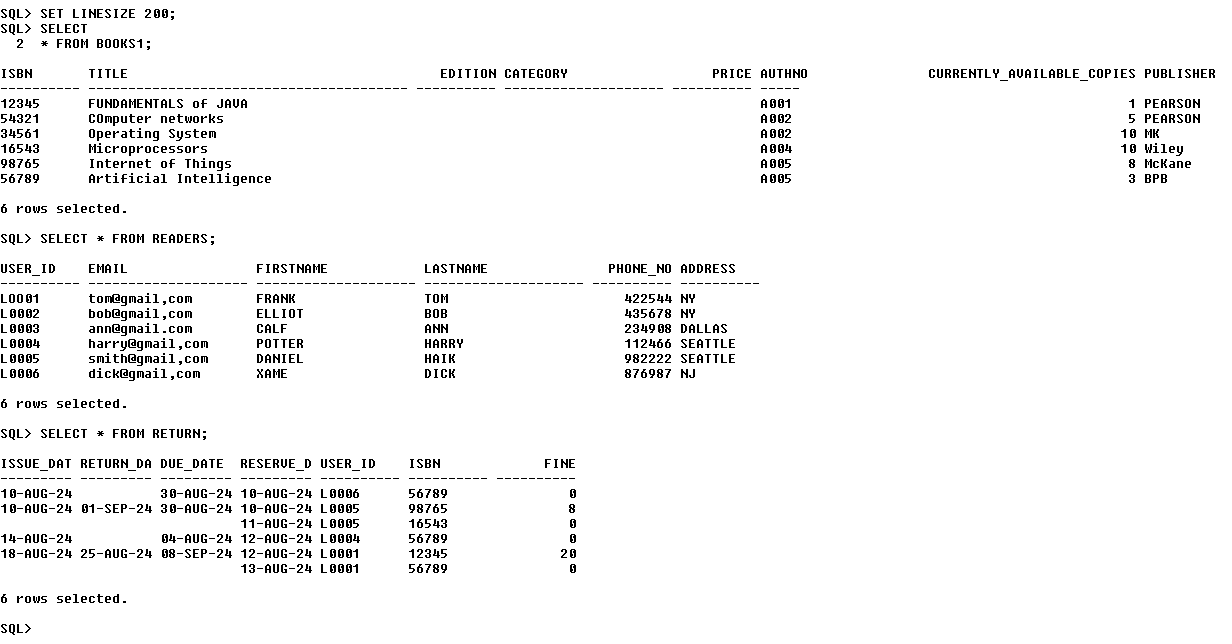 SQL> SET LINESIZE 200;
SQL> SELECT
  2  * FROM BOOKS1;
ISBN       TITLE                                       EDITION CATEGORY                  PRICE AUTHNO               CURRENTLY_AVAILABLE_COPIES PUBLISHER
---------- ---------------------------------------- ---------- -------------------- ---------- -----
12345      FUNDAMENTALS of JAVA                                                                A001                                          1 PEARSON
54321      COmputer networks                                                                   A002                                          5 PEARSON
34561      Operating System                                                                    A002                                         10 MK
16543      Microprocessors                                                                     A004                                         10 Wiley
98765      Internet of Things                                                                  A005                                          8 McKane
56789      Artificial Intelligence                                                             A005                                          3 BPB
6 rows selected.
SQL> SELECT * FROM READERS;
USER_ID    EMAIL                FIRSTNAME            LASTNAME               PHONE_NO ADDRESS
---------- -------------------- -------------------- -------------------- ---------- ----------
LOOO1      tom@gmail,com        FRANK                TOM                      422544 NY
L0002      bob@gmail,com        ELLIOT               BOB                      435678 NY
L0003      ann@gmail.com        CALF                 ANN                      234908 DALLAS
L0004      harry@gmail,com      POTTER               HARRY                    112466 SEATTLE
L0005      smith@gmail,com      DANIEL               HAIK                     982222 SEATTLE
L0006      dick@gmail,com       XAME                 DICK                     876987 NJ
6 rows selected.
SQL> SELECT * FROM RETURN;
ISSUE_DAT RETURN_DA DUE_DATE  RESERVE_D USER_ID    ISBN             FINE
--------- --------- --------- --------- ---------- ---------- ----------
10-AUG-24           30-AUG-24 10-AUG-24 L0006      56789               0
10-AUG-24 01-SEP-24 30-AUG-24 10-AUG-24 L0005      98765               8
                              11-AUG-24 L0005      16543               0
14-AUG-24           04-AUG-24 12-AUG-24 L0004      56789               0
18-AUG-24 25-AUG-24 08-SEP-24 12-AUG-24 L0001      12345              20
                              13-AUG-24 L0001      56789               0
6 rows selected.
SQL>